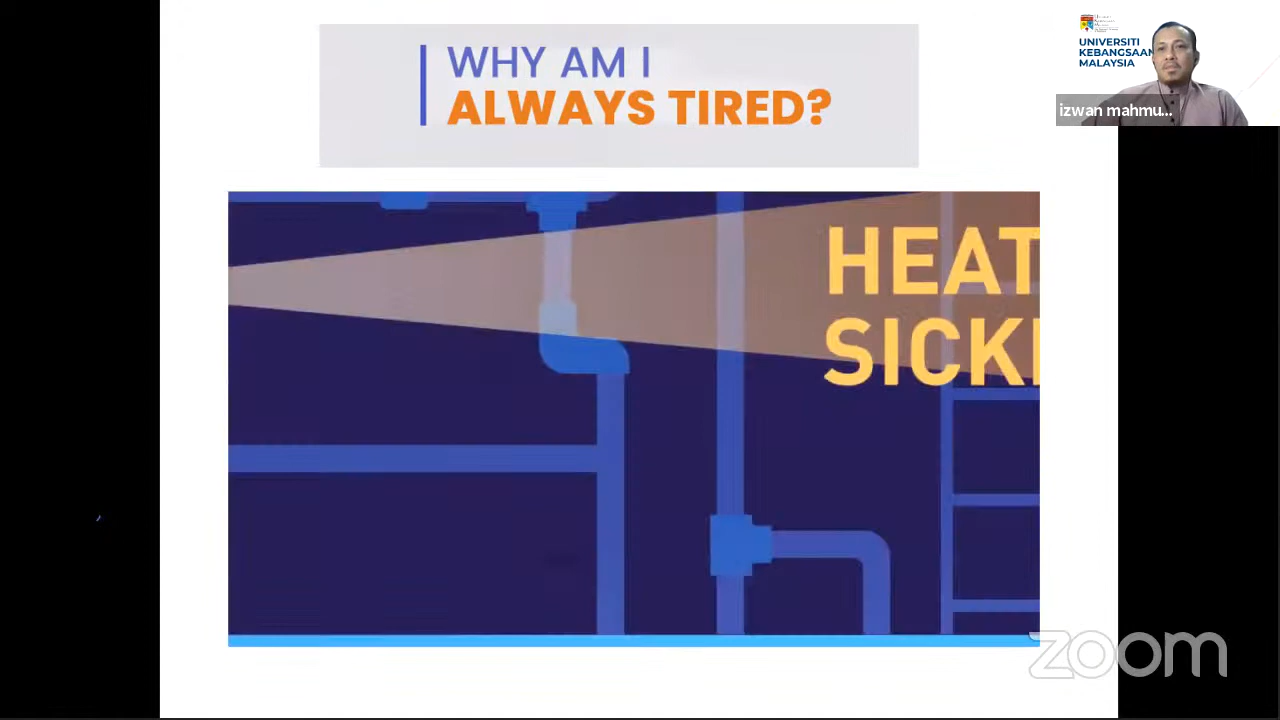 WHY AM I
ALWAYS TIRED?
UNIVERSITI
KEBANGSAAN
MALAYSIA
izwan mahmu...
HEAT
SICK
zoom